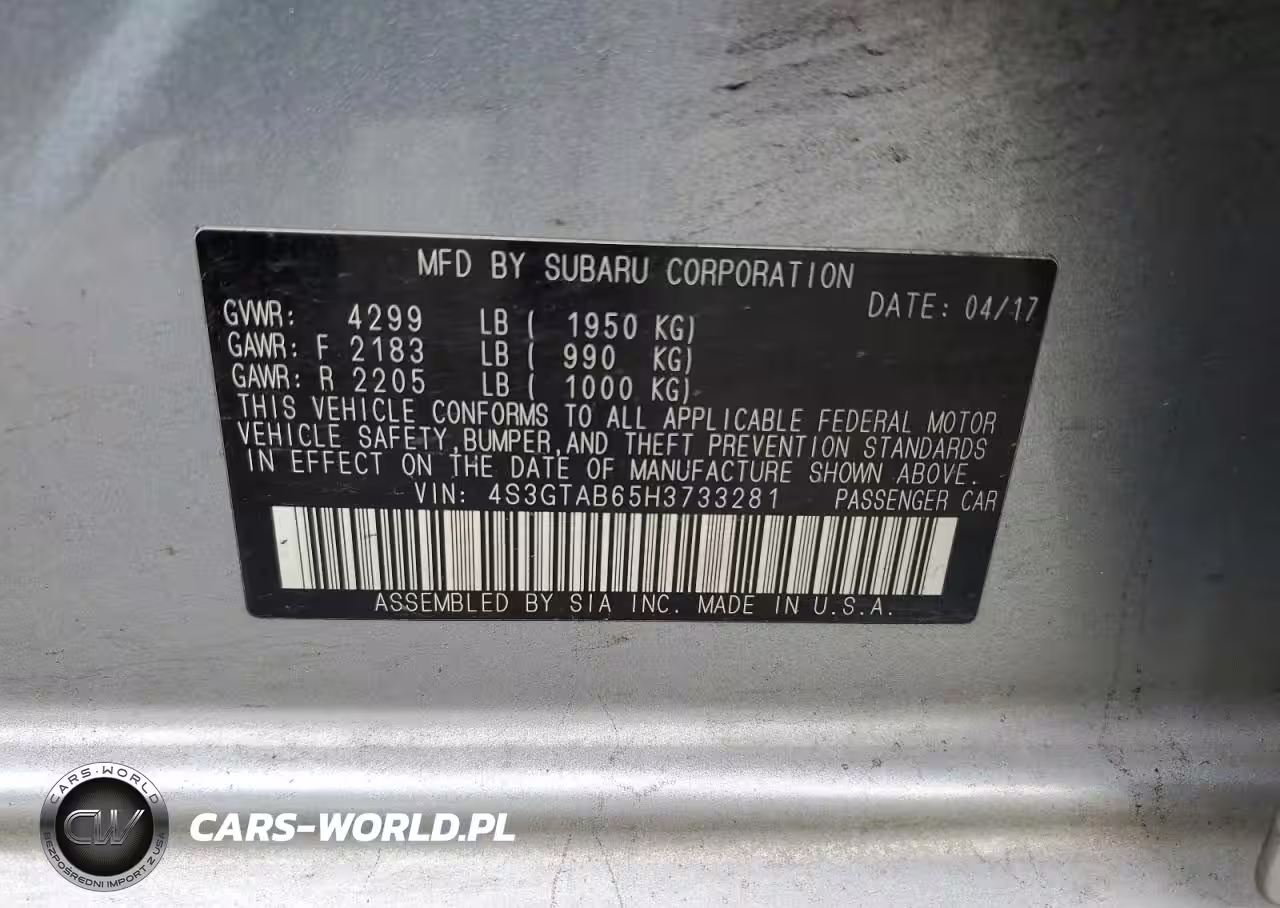 MFD BY SUBARU CORPORATION
DATE: 04/17
GVWR: 4299 LB ( 1950 KG)
GAWR: F 2183 LB ( 990 KG)
GAWR: R 2205 LB ( 1000 KG)
THIS VEHICLE CONFORMS TO ALL APPLICABLE FEDERAL MOTOR
VEHICLE SAFETY,BUMPER,AND THEFT PREVENTION STANDARDS
IN EFFECT ON THE DATE OF MANUFACTURE SHOWN ABOVE.
VIN: 4S3GTAB65H3733281 PASSENGER CAR
ASSEMBLED BY SIA INC. MADE IN U.S.A.
CARS-WORLD
CW
BEZPOŚREDNI IMPORT Z USA
CARS-WORLD.PL